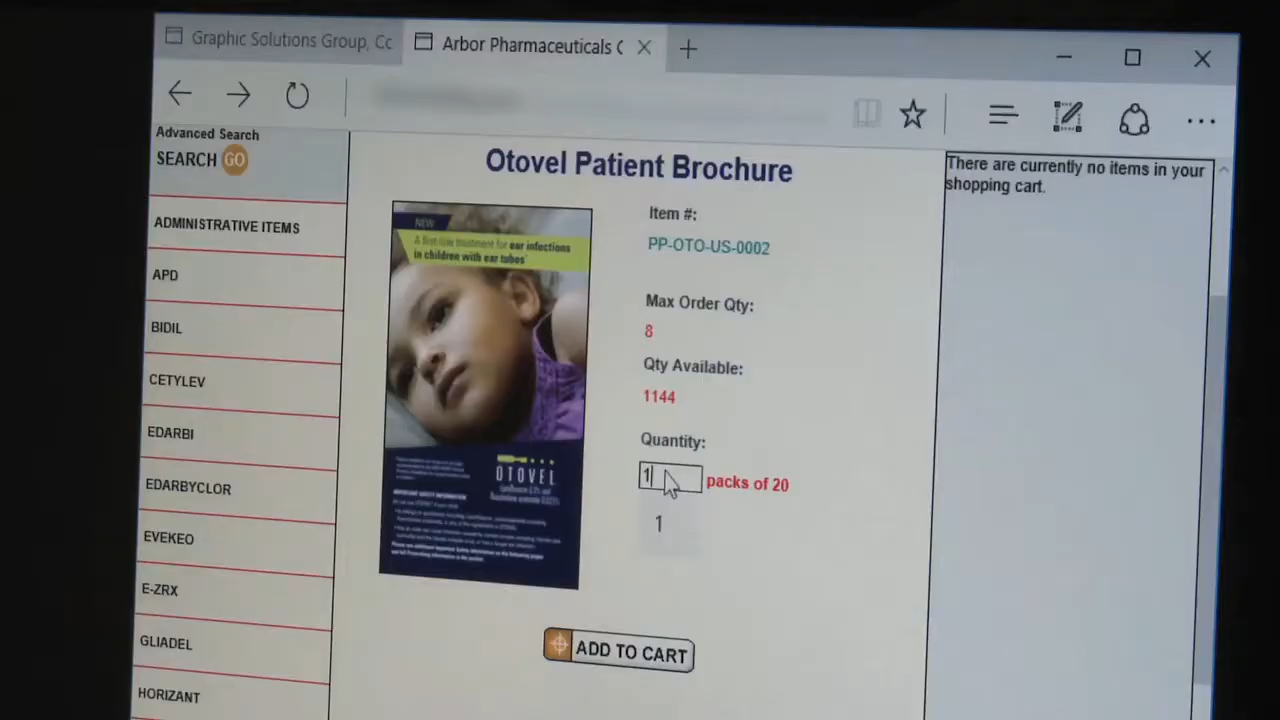 Graphic Solutions Group, Cc
Arbor Pharmaceuticals C
Advanced Search
SEARCH GO
ADMINISTRATIVE ITEMS
APD
BIDIL
CETYLEV
EDARBI
EDARBYCLOR
EVEKEO
E-ZRX
GLIADEL
HORIZANT
Otovel Patient Brochure
NEW
A first-line treatment for ear infections
in children with ear tubes
OTOVEL
IMPORTANT SAFETY INFORMATION
Item #:
PP-OTO-US-0002
Max Order Qty:
8
Qty Available:
1144
Quantity:
1 packs of 20
1
ADD TO CART
There are currently no items in your
shopping cart.